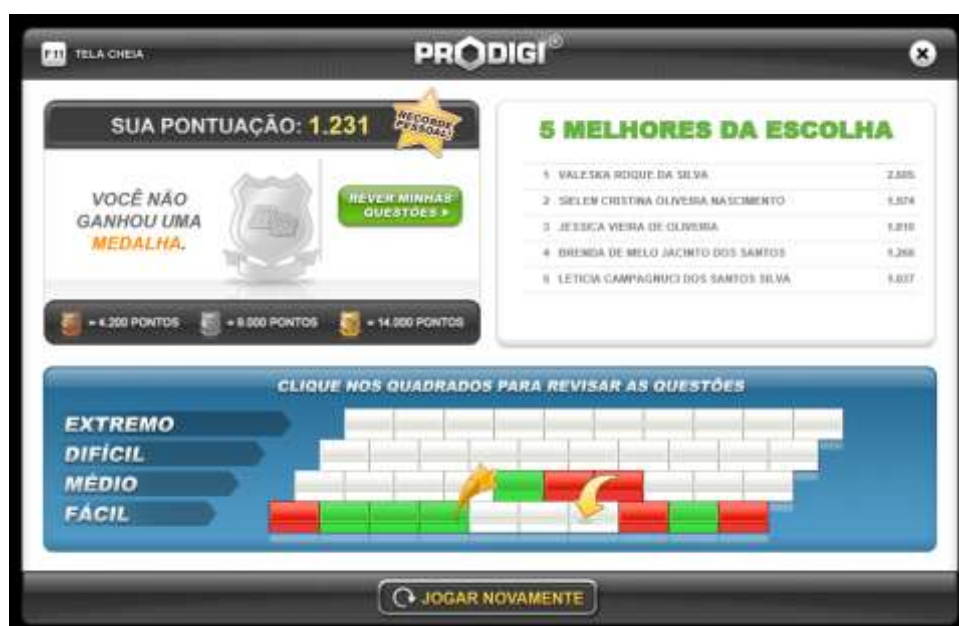 F11 TELA CHEIA
PRODIGI®
SUA PONTUAÇÃO: 1.231
RECORDE PESSOAL!
VOCÊ NÃO
GANHOU UMA
MEDALHA.
REVER MINHAS
QUESTÕES
= 4.200 PONTOS = 9.000 PONTOS = 14.000 PONTOS
5 MELHORES DA ESCOLHA
1 VALESKA ROQUE DA SILVA
2 SIELEN CRISTINA OLIVEIRA NASCIMENTO
3 JESSICA VIEIRA DE OLIVEIRA
4 BRENDA DE MELO JACINTO DOS SANTOS
5 LETICIA CAMPAGNUCI DOS SANTOS SILVA
CLIQUE NOS QUADRADOS PARA REVISAR AS QUESTÕES
EXTREMO
DIFÍCIL
MÉDIO
FÁCIL
JOGAR NOVAMENTE